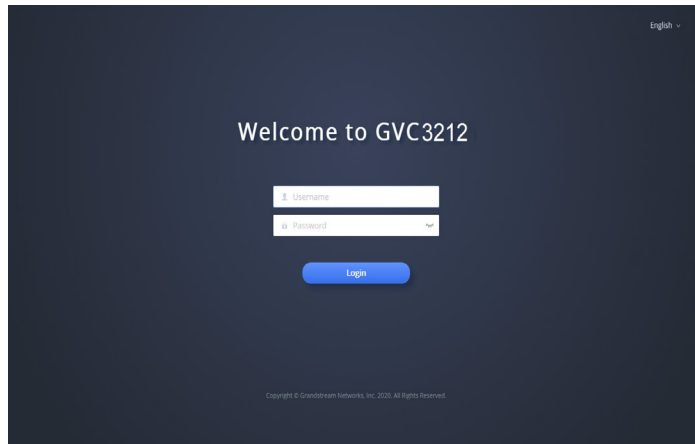 English
Welcome to GVC3212
Username
Password
Login
Copyright © Grandstream Networks, Inc. 2020. All Rights Reserved.